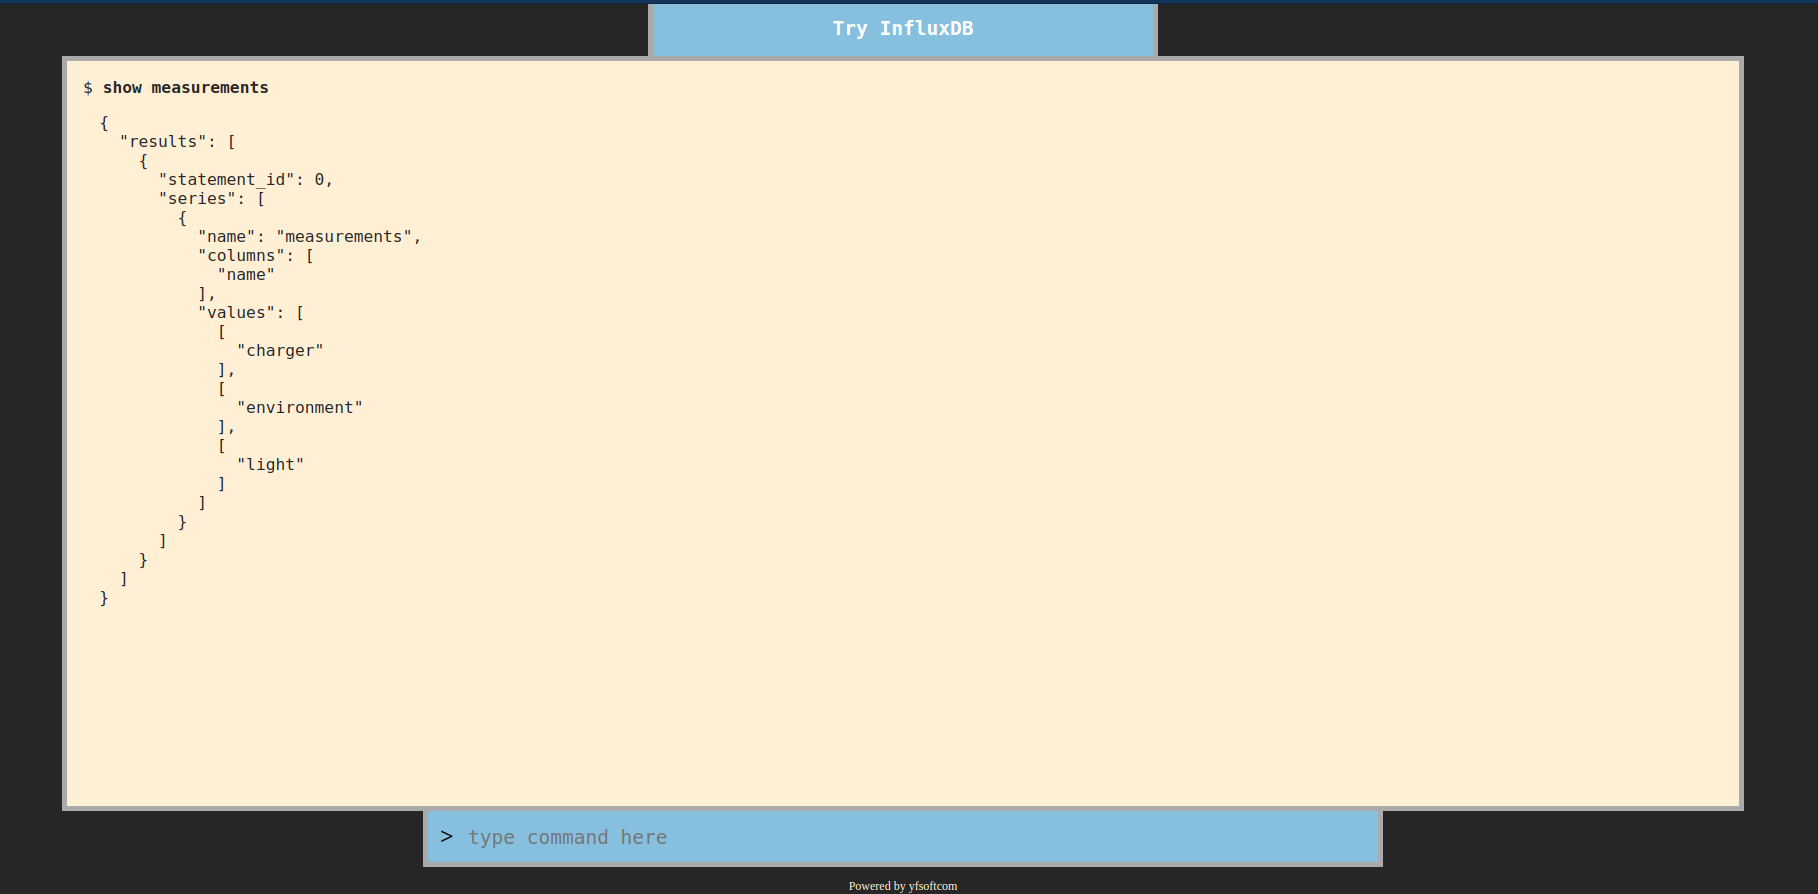 Try InfluxDB
$ show measurements
{
"results": [
{
"statement_id": 0,
"series": [
{
"name": "measurements",
"columns": [
"name"
],
"values": [
[
"charger"
],
[
"environment"
],
[
"light"
]
]
}
]
}
]
}
> type command here
Powered by yfsoftcom